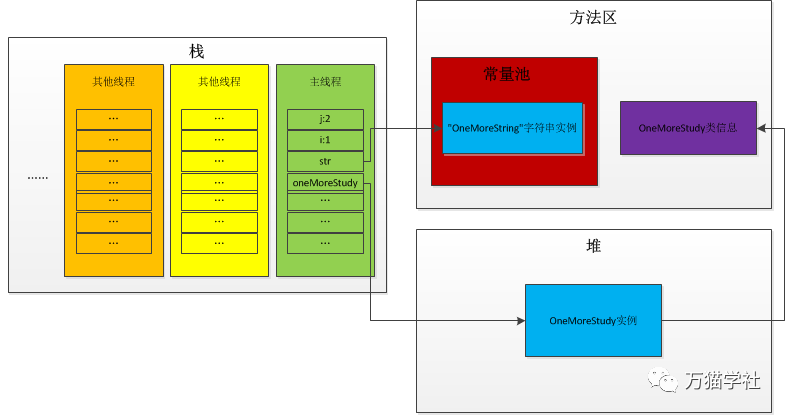 栈
其他线程
…
…
…
…
…
…
…
其他线程
…
…
…
…
…
…
…
主线程
j:2
i:1
str
oneMoreStudy
…
…
…
……
方法区
常量池
"OneMoreString"字符串实例
OneMoreStudy类信息
堆
OneMoreStudy实例
万猫学社